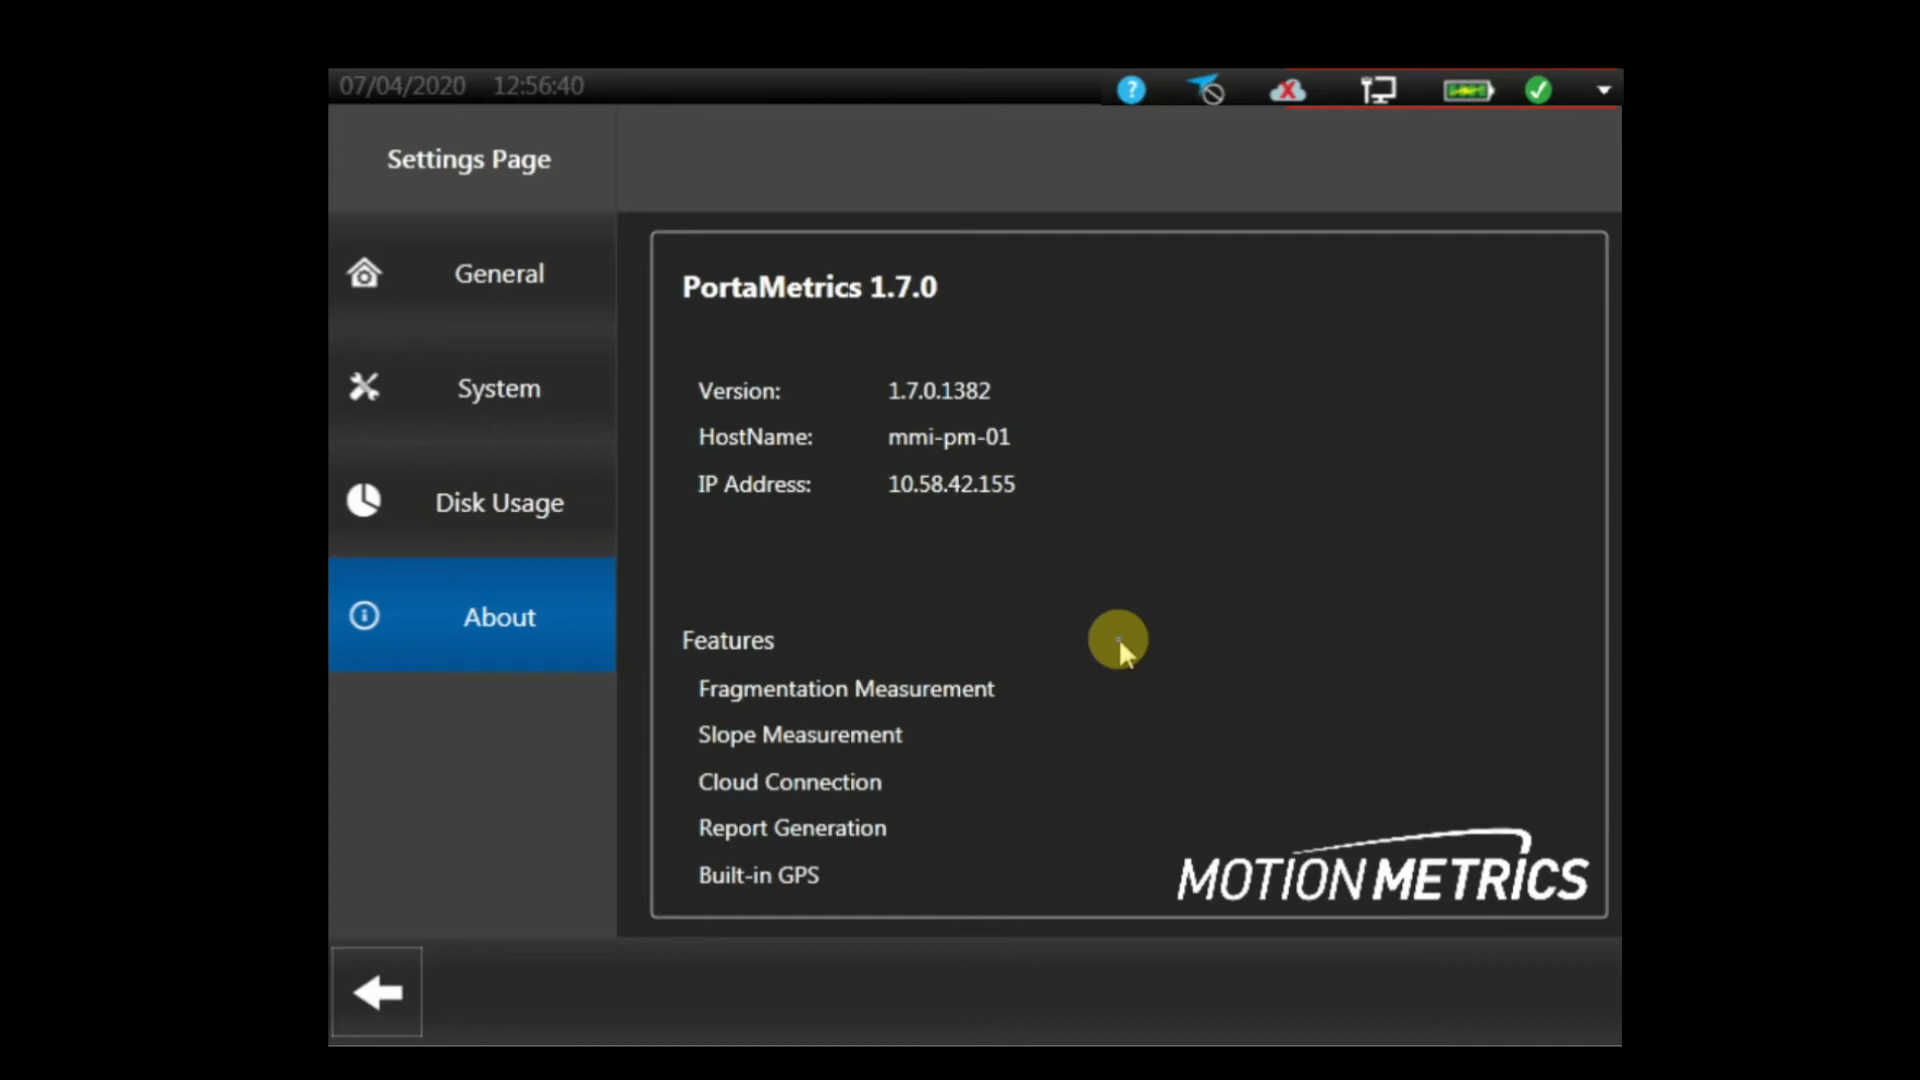 07/04/2020 12:56:40
Settings Page
General
System
Disk Usage
About
PortaMetrics 1.7.0
Version: 1.7.0.1382
HostName: mmi-pm-01
IP Address: 10.58.42.155
Features
Fragmentation Measurement
Slope Measurement
Cloud Connection
Report Generation
Built-in GPS
MOTION METRICS